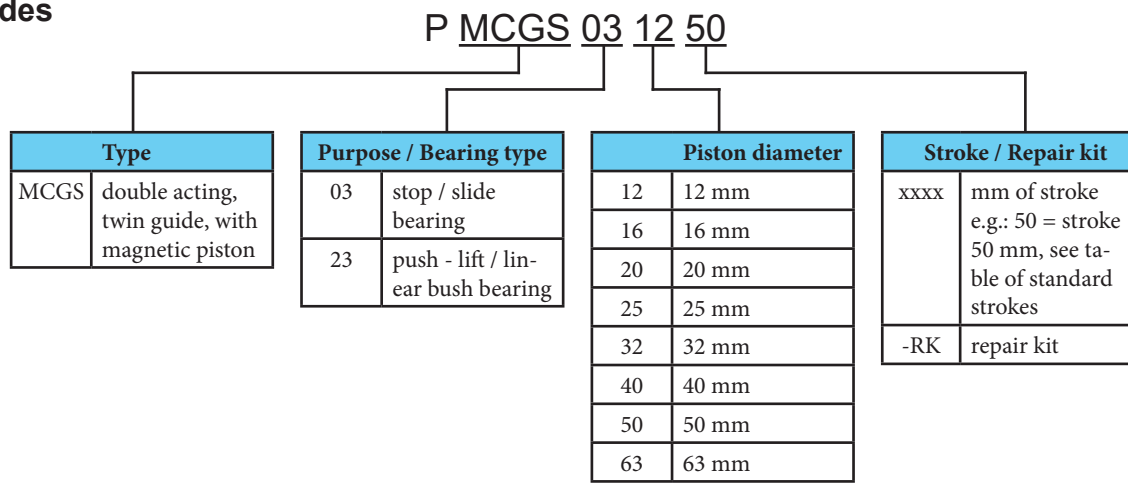 des
P MCGS 03 12 50
Type
MCGS double acting,
twin guide, with
magnetic piston
Purpose / Bearing type
03 stop / slide
bearing
23 push - lift / lin-
ear bush bearing
Piston diameter
12 12 mm
16 16 mm
20 20 mm
25 25 mm
32 32 mm
40 40 mm
50 50 mm
63 63 mm
Stroke / Repair kit
xxxx mm of stroke
e.g.: 50 = stroke
50 mm, see ta-
ble of standard
strokes
-RK repair kit